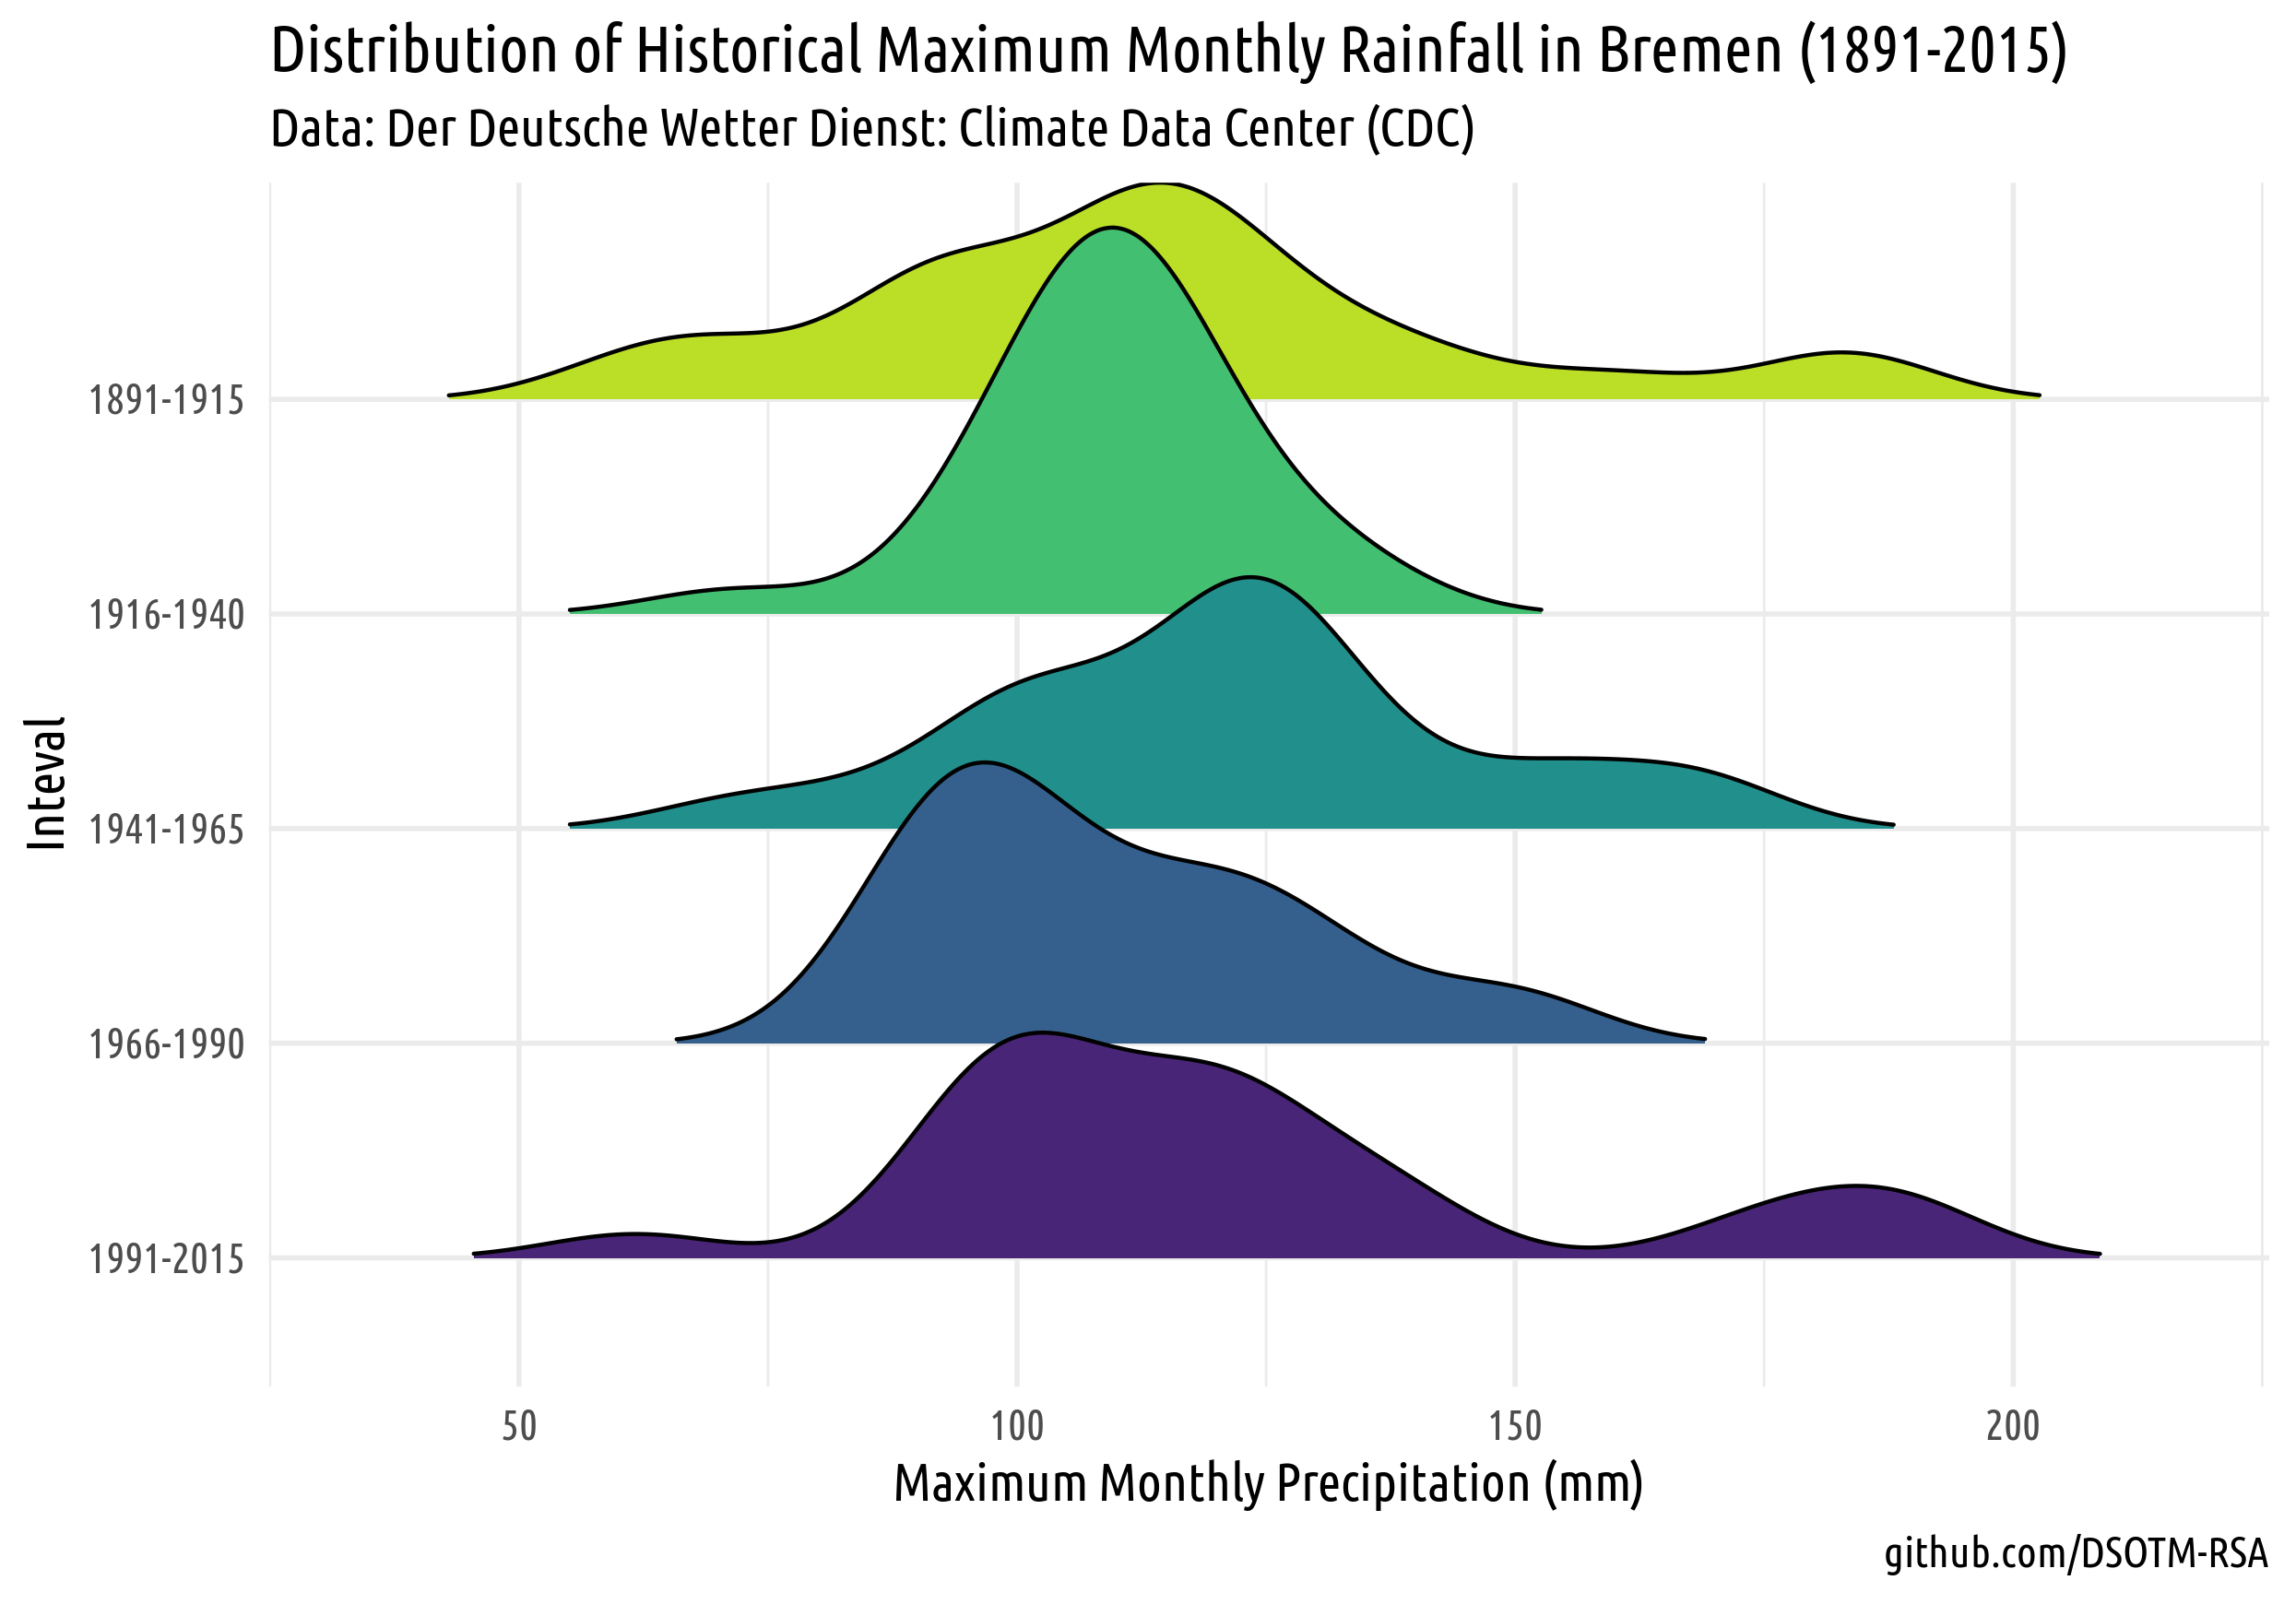 Distribution of Historical Maximum Monthly Rainfall in Bremen (1891-2015)
Data: Der Deutsche Wetter Dienst: Climate Data Center (CDC)
Inteval
1891-1915
1916-1940
1941-1965
1966-1990
1991-2015
50 100 150 200
Maximum Monthly Precipitation (mm)
github.com/DSOTM-RSA